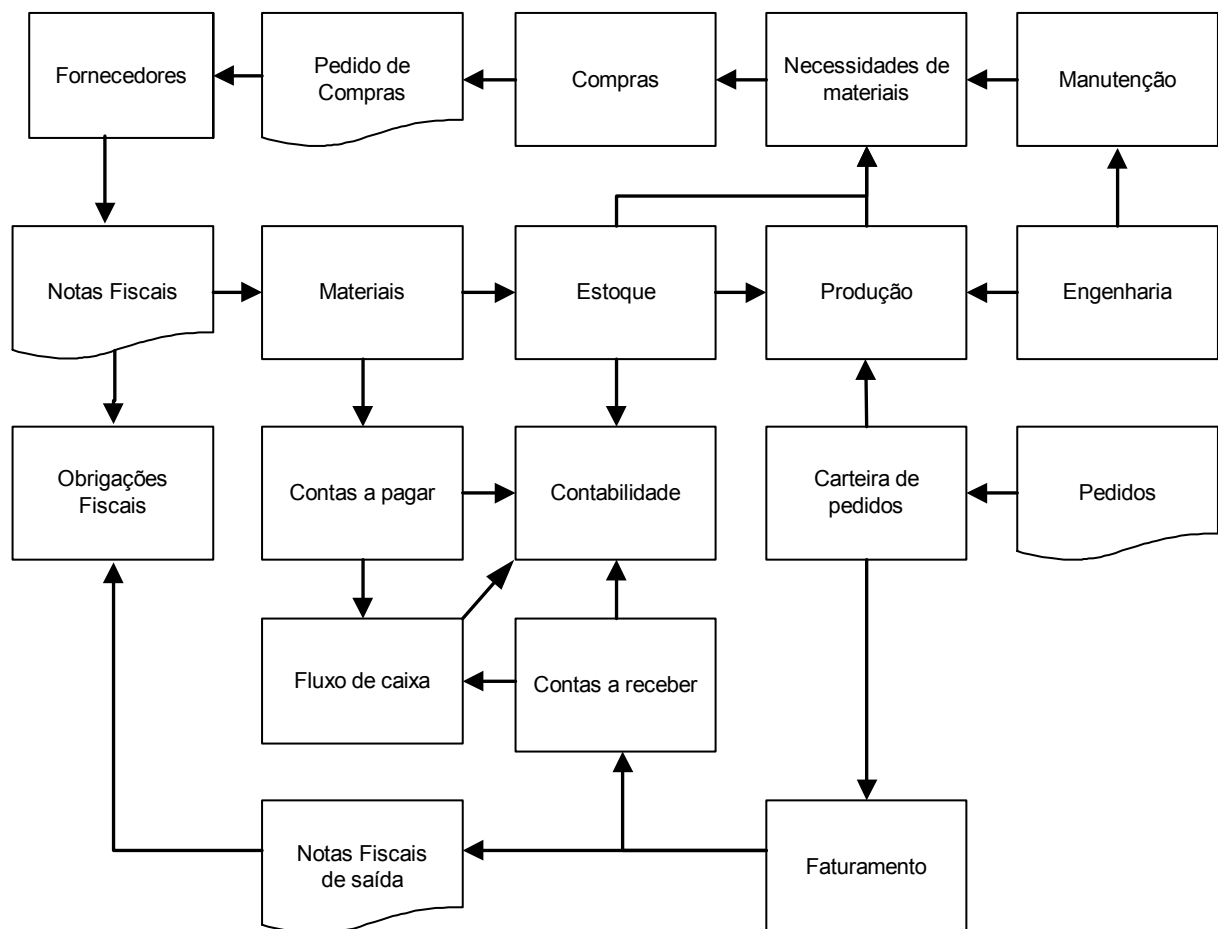 Fornecedores
Pedido de
Compras
Compras
Necessidades de
materiais
Manutenção
Notas Fiscais
Materiais
Estoque
Produção
Engenharia
Obrigações
Fiscais
Contas a pagar
Contabilidade
Carteira de
pedidos
Pedidos
Fluxo de caixa
Contas a receber
Notas Fiscais
de saída
Faturamento